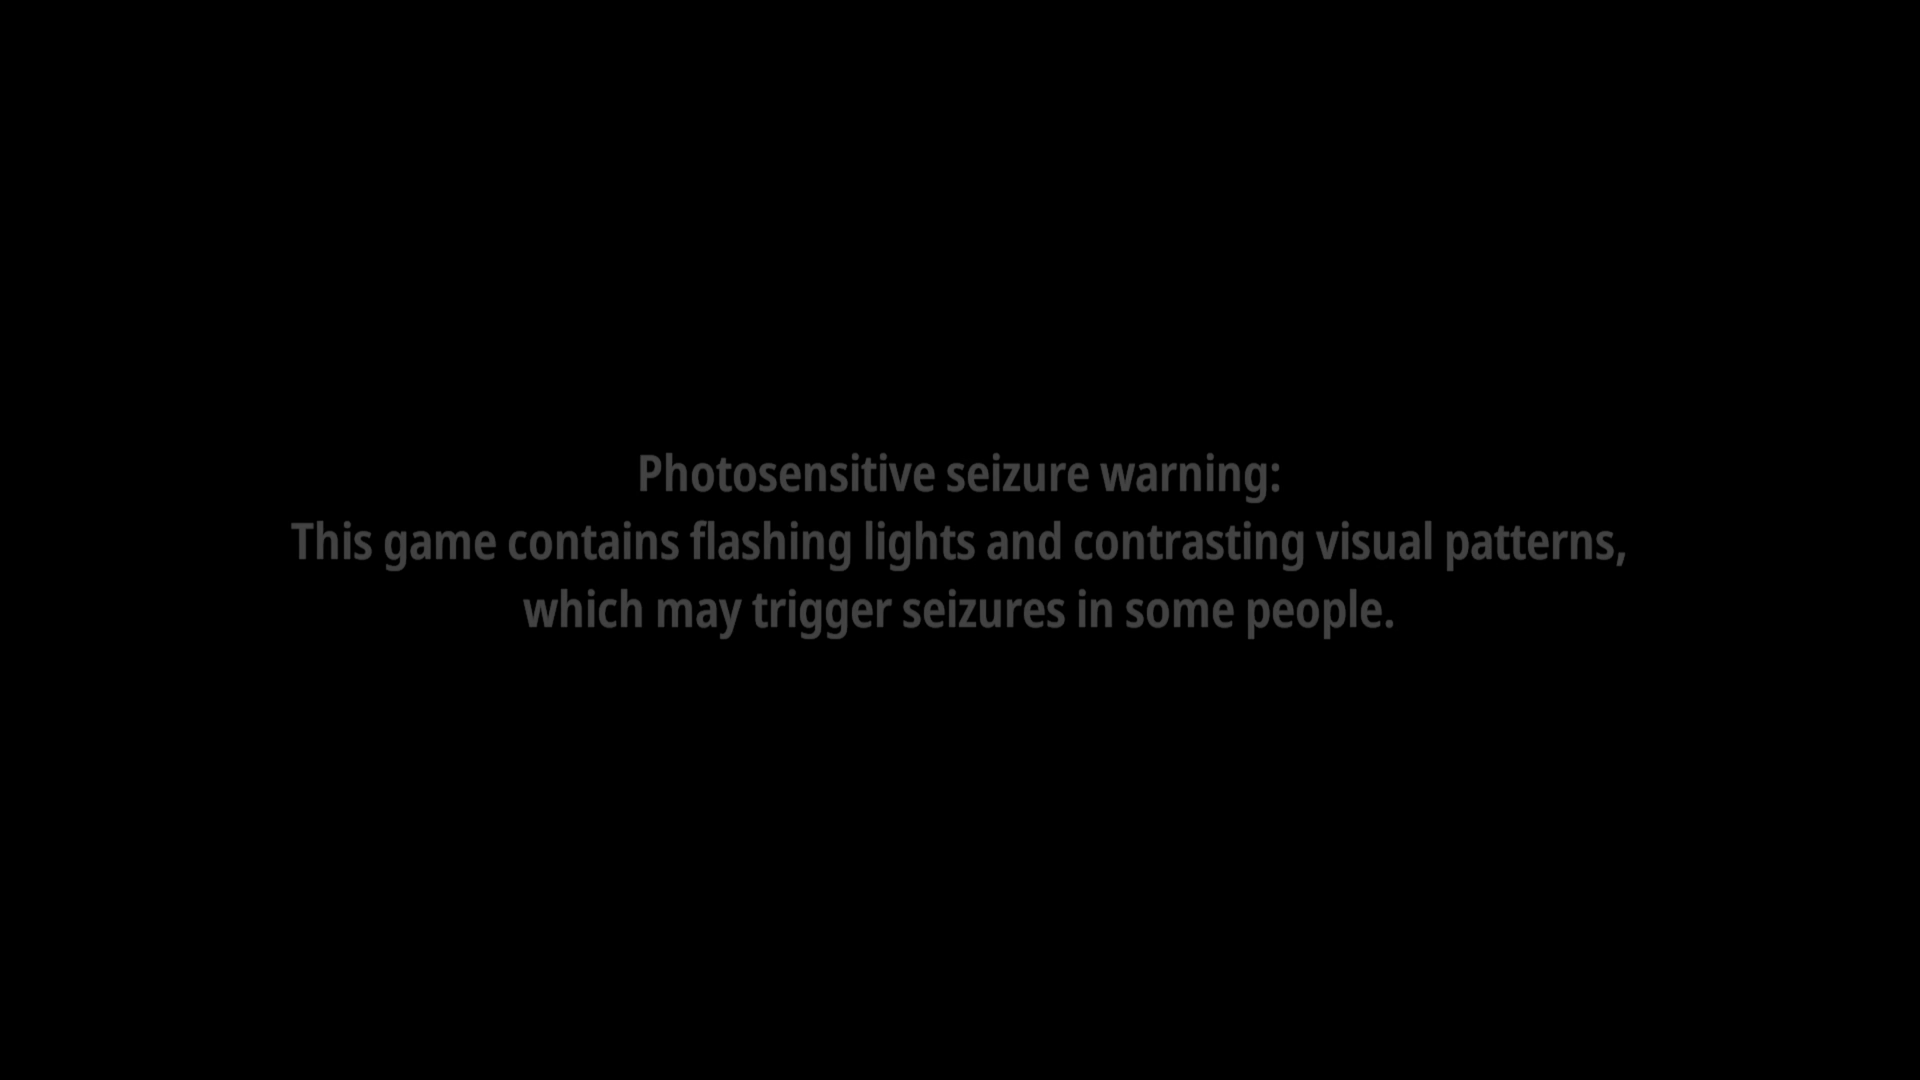 Photosensitive seizure warning:
This game contains flashing lights and contrasting visual patterns,
which may trigger seizures in some people.